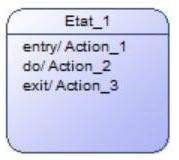 Etat_1
entry/ Action_1
do/ Action_2
exit/ Action_3